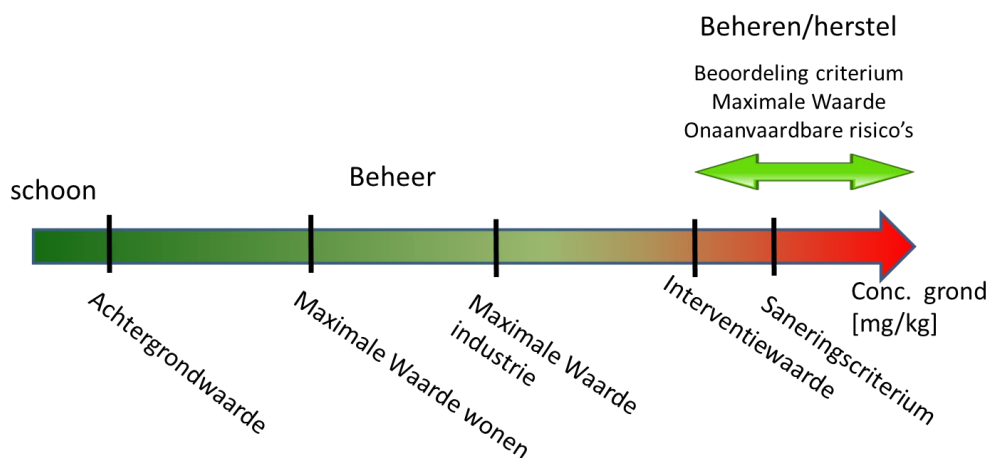 Beheren/herstel
Beoordeling criterium
Maximale Waarde
Onaanvaardbare risico's
Beheer
schoon
Achtergrondwaarde
Maximale Waarde wonen
Maximale Waarde
industrie
Interventiewaarde
Saneringscriterium
Conc. grond
[mg/kg]